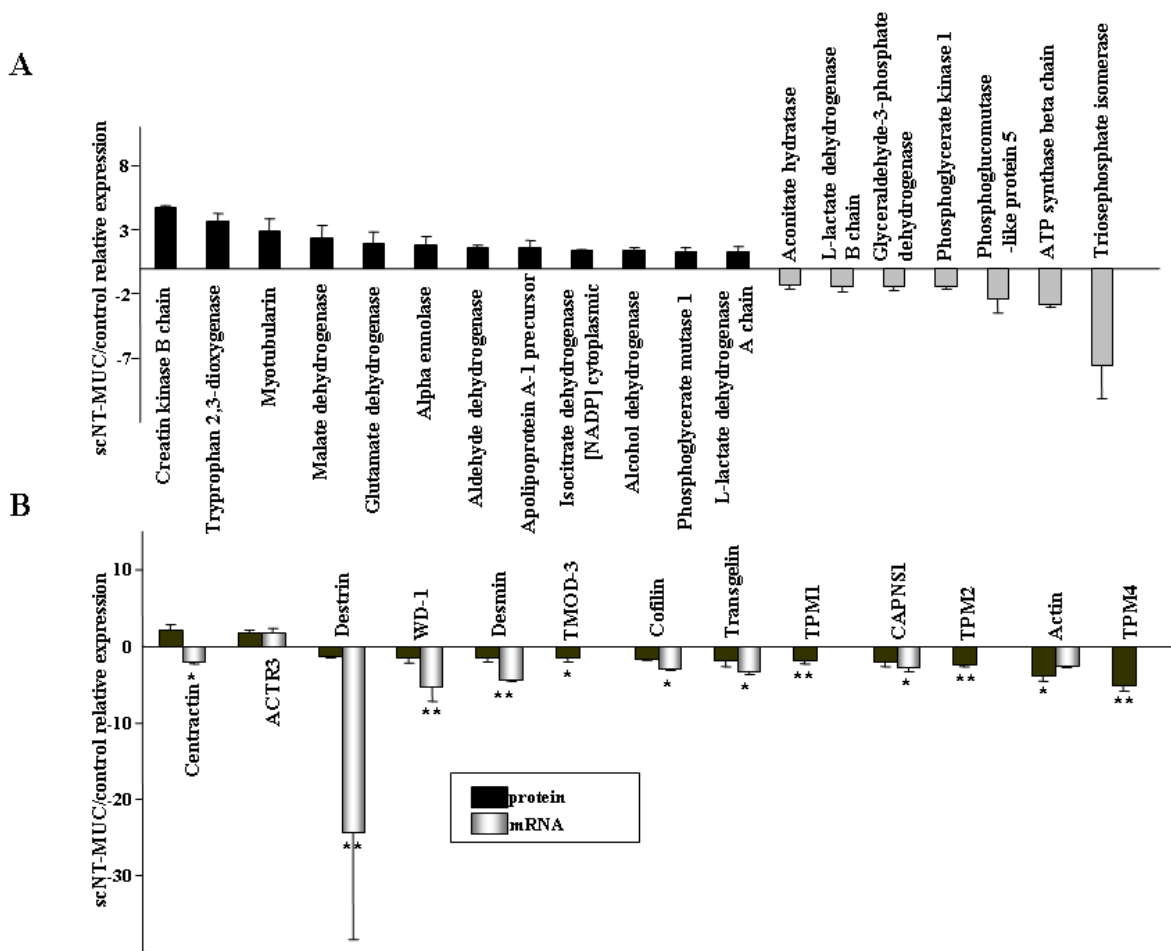 A
scNT-MUC/control relative expression
8
3
-2
-7
Creatin kinase B chain
Tryprophan 2,3-dioxygenase
Myotubularin
Malate dehydrogenase
Glutamate dehydrogenase
Alpha ennolase
Aldehyde dehydrogenase
Apolipoprotein A-1 precursor
Isocitrate dehydrogenase
[NADP] cytoplasmic
Alcohol dehydrogenase
Phosphoglycerate mutase 1
L-lactate dehydrogenase
A chain
Aconitate hydratase
L-lactate dehydrogenase
B chain
Glyceraldehyde-3-phosphate
dehydrogenase
Phosphoglycerate kinase 1
Phosphoglucomutase
-like protein 5
ATP synthase beta chain
Triosephosphate isomerase
B
scNT-MUC/control relative expression
10
0
-10
-20
-30
Centractin
*
ACTR3
Destrin
**
WD-1
**
Desmin
**
TMOD-3
*
Cofilin
*
Transgelin
*
TPM1
**
CAPNS1
*
TPM2
**
Actin
*
TPM4
**
protein
mRNA